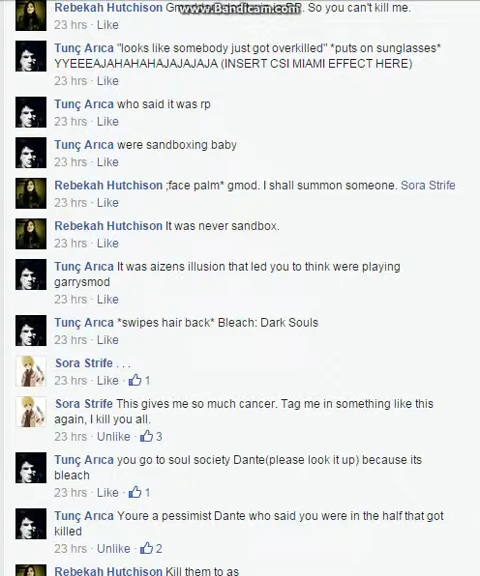 www.Bandicam.com
Rebekah Hutchison So you can't kill me.
23 hrs · Like
Tunç Arıca "looks like somebody just got overkilled" *puts on sunglasses*
YYEEEAJAHAHAHAJAJAJAJA (INSERT CSI MIAMI EFFECT HERE)
23 hrs · Like
Tunç Arıca who said it was rp
23 hrs · Like
Tunç Arıca were sandboxing baby
23 hrs · Like
Rebekah Hutchison ;face palm* gmod. I shall summon someone. Sora Strife
23 hrs · Like
Rebekah Hutchison It was never sandbox.
23 hrs · Like
Tunç Arıca It was aizens illusion that led you to think were playing
garrysmod
23 hrs · Like
Tunç Arıca *swipes hair back* Bleach: Dark Souls
23 hrs · Like
Sora Strife . . .
23 hrs · Like · 1
Sora Strife This gives me so much cancer. Tag me in something like this
again, I kill you all.
23 hrs · Unlike · 3
Tunç Arıca you go to soul society Dante(please look it up) because its
bleach
23 hrs · Like · 1
Tunç Arıca Youre a pessimist Dante who said you were in the half that got
killed
23 hrs · Unlike · 2
Rebekah Hutchison Kill them to as